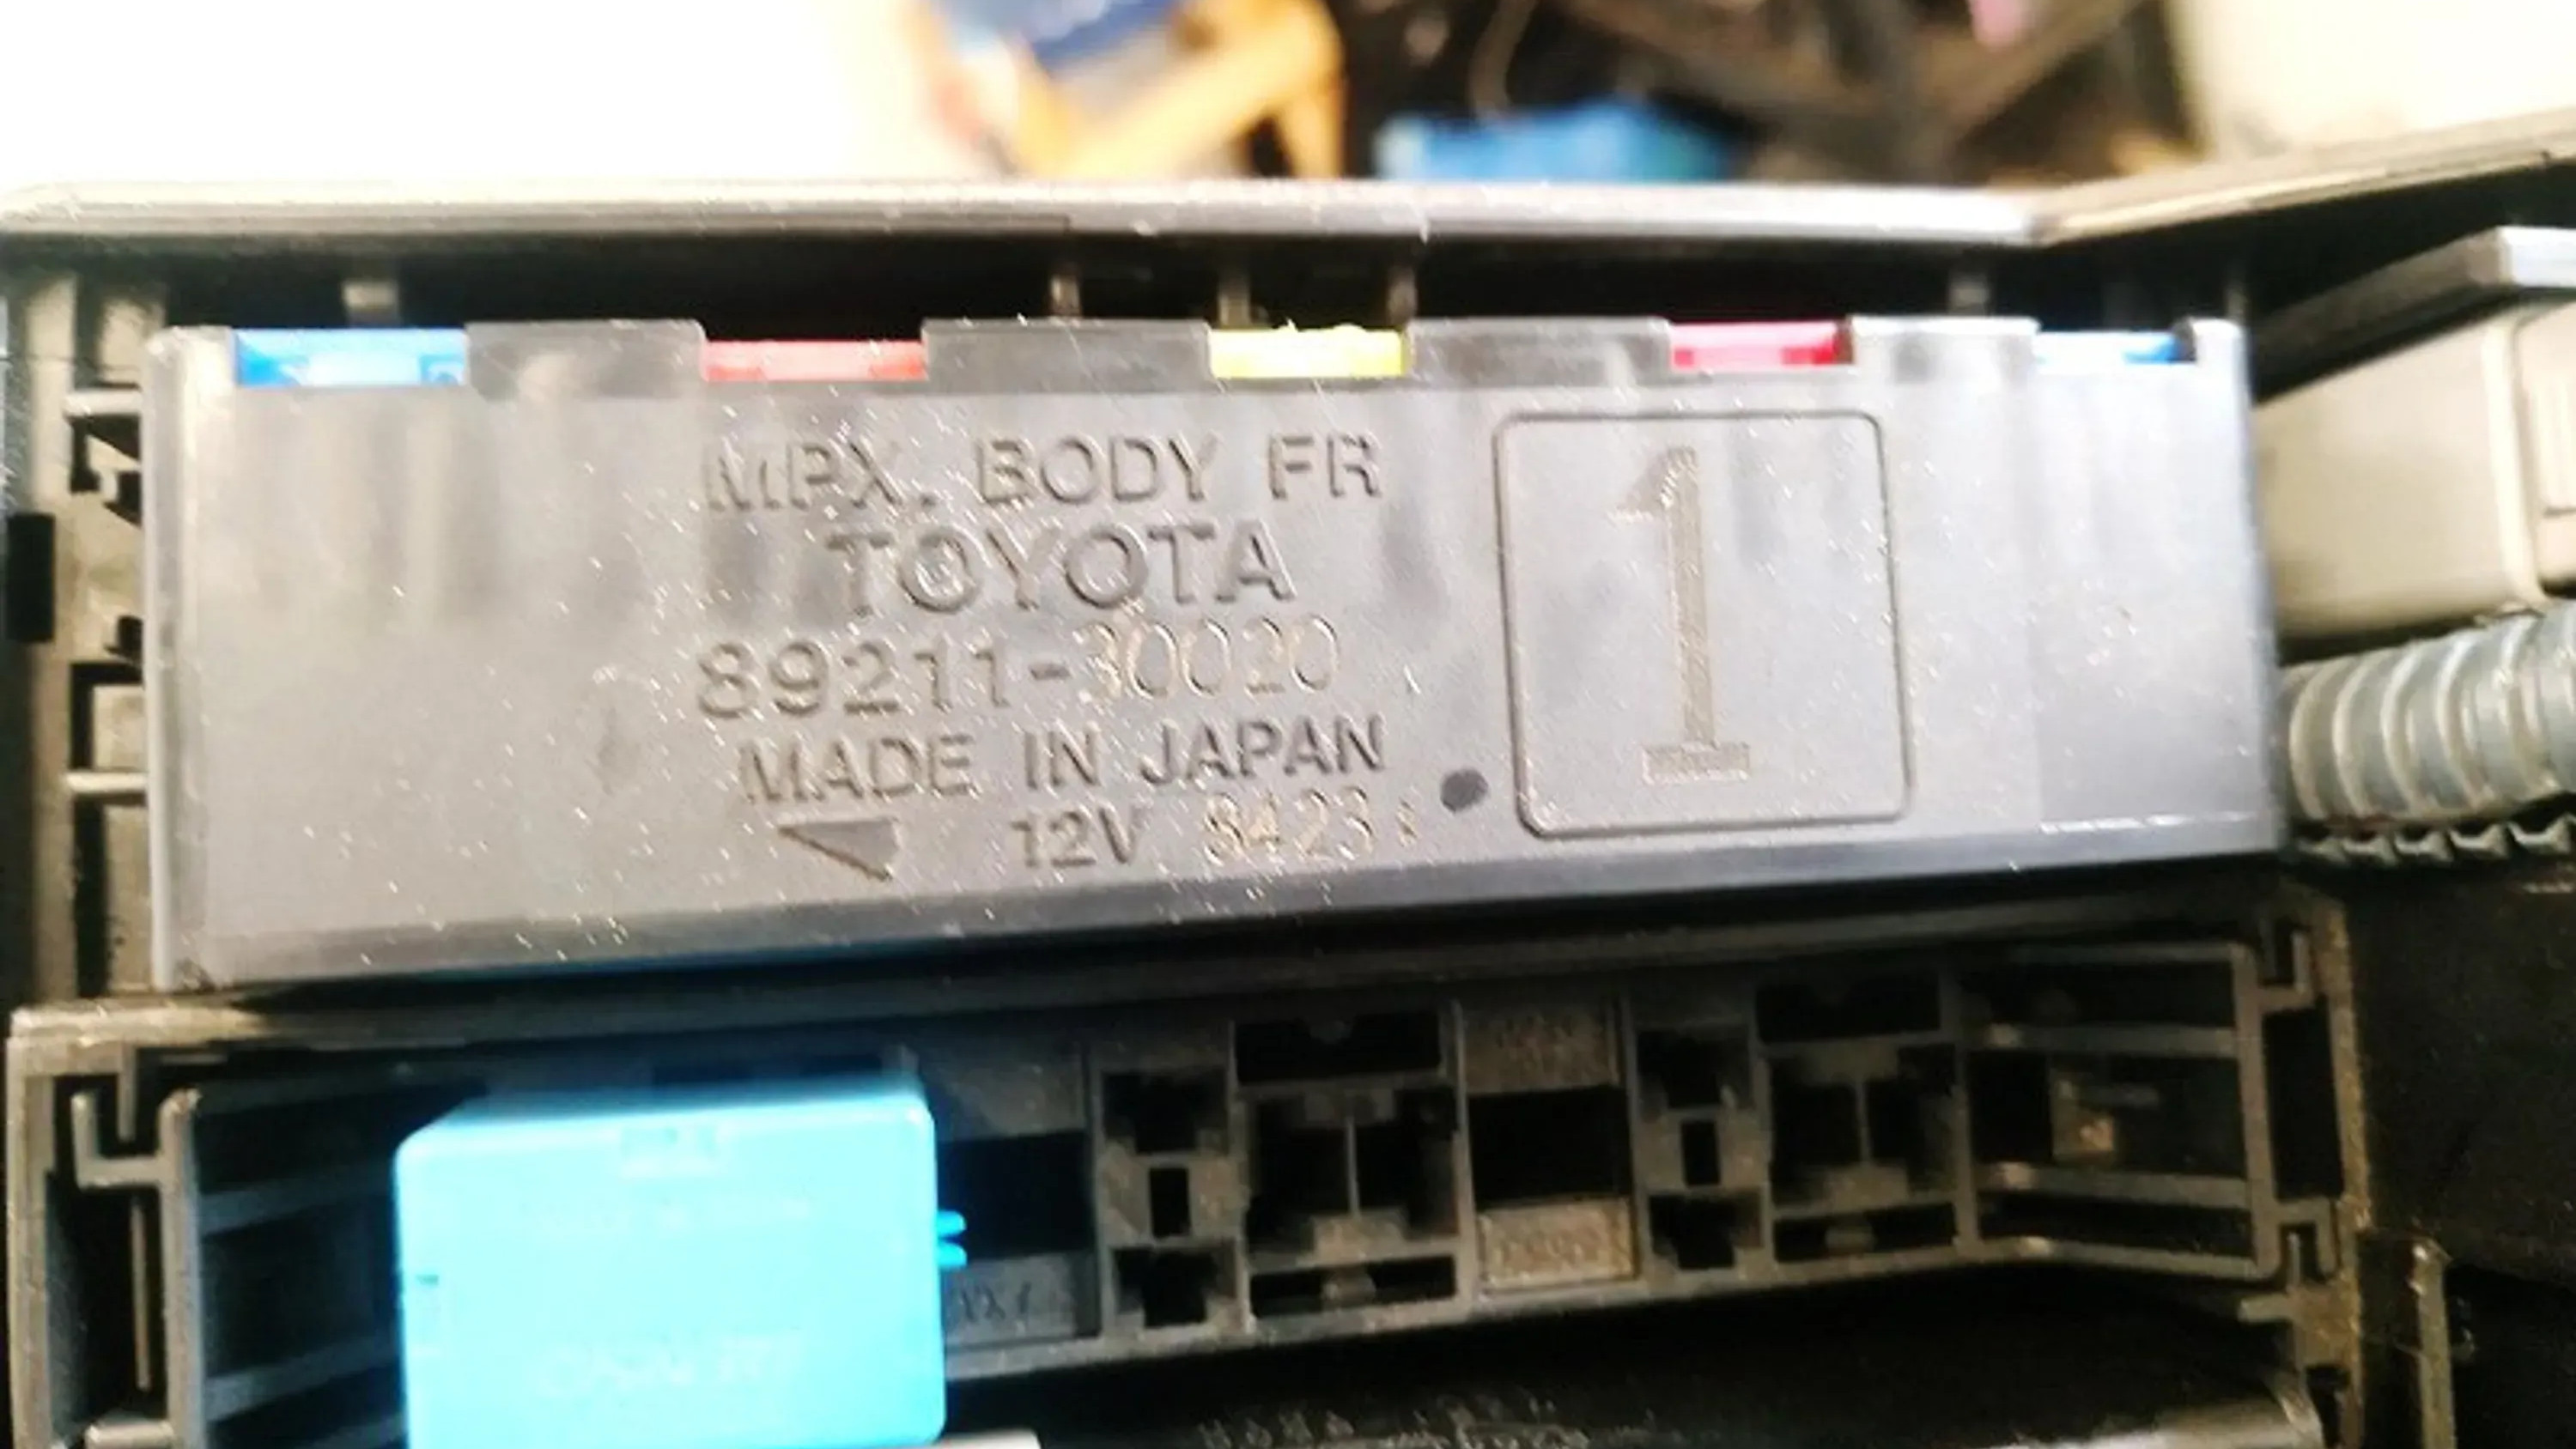 MPX. BODY FR
TOYOTA
89211-30020
MADE IN JAPAN
12V 8423
1